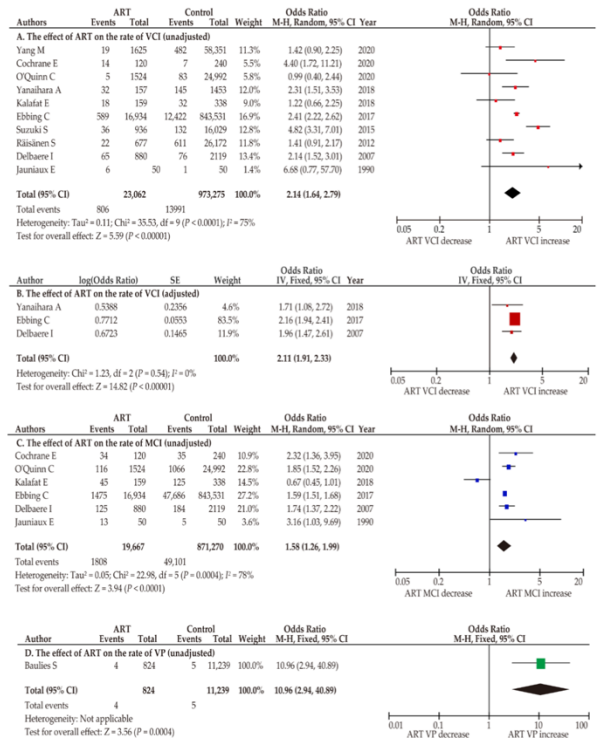 ART Control Odds Ratio Odds Ratio
Authors Events Total Events Total Weight M-H, Random, 95% CI Year M-H, Random, 95% CI
A. The effect of ART on the rate of VCI (unadjusted)
Yang M 19 1625 482 58,351 11.3% 1.42 (0.90, 2.25) 2020
Cochrane E 14 120 7 240 5.5% 4.40 (1.72, 11.21) 2020
O'Quinn C 5 1524 83 24,992 5.9% 0.99 (0.40, 2.44) 2020
Yanaihara A 32 157 145 1453 11.9% 2.31 (1.51, 3.53) 2018
Kalafat E 18 159 32 338 9.3% 1.22 (0.66, 2.25) 2018
Ebbing C 589 16,934 12,422 843,531 16.9% 2.41 (2.22, 2.62) 2017
Suzuki S 36 936 132 16,029 12.7% 4.82 (3.31, 7.01) 2015
Räisänen S 22 677 611 26,172 11.9% 1.41 (0.91, 2.17) 2012
Delbaere I 65 880 76 2119 13.1% 2.14 (1.52, 3.01) 2007
Jauniaux E 6 50 1 50 1.5% 6.68 (0.77, 57.70) 1990
Total (95% CI) 23,062 973,275 100.0% 2.14 (1.64, 2.79)
Total events 806 13991
Heterogeneity: Tau² = 0.11; Chi² = 35.53, df = 9 (P < 0.0001); I² = 75%
Test for overall effect: Z = 5.59 (P < 0.00001)
0.05 0.2 1 5 20
ART VCI decrease ART VCI increase
Odds Ratio Odds Ratio
Author log(Odds Ratio) SE Weight IV, Fixed, 95% CI Year IV, Fixed, 95% CI
B. The effect of ART on the rate of VCI (adjusted)
Yanaihara A 0.5388 0.2356 4.6% 1.71 (1.08, 2.72) 2018
Ebbing C 0.7712 0.0553 83.5% 2.16 (1.94, 2.41) 2017
Delbaere I 0.6723 0.1465 11.9% 1.96 (1.47, 2.61) 2007
Total (95% CI) 100.0% 2.11 (1.91, 2.33)
Heterogeneity: Chi² = 1.23, df = 2 (P = 0.54); I² = 0%
Test for overall effect: Z = 14.82 (P < 0.00001)
0.05 0.2 1 5 20
ART VCI decrease ART VCI increase
ART Control Odds Ratio Odds Ratio
Authors Events Total Events Total Weight M-H, Random, 95% CI Year M-H, Random, 95% CI
C. The effect of ART on the rate of MCI (unadjusted)
Cochrane E 34 120 35 240 10.9% 2.32 (1.36, 3.95) 2020
O'Quinn C 116 1524 1066 24,992 22.8% 1.85 (1.52, 2.26) 2020
Kalafat E 45 159 125 338 14.0% 0.67 (0.45, 1.01) 2018
Ebbing C 1475 16,934 47,686 843,531 27.2% 1.59 (1.51, 1.68) 2017
Delbaere I 125 880 184 2119 21.5% 1.74 (1.37, 2.22) 2007
Jauniaux E 13 50 5 50 3.6% 3.16 (1.03, 9.69) 1990
Total (95% CI) 19,667 871,270 100.0% 1.58 (1.26, 1.99)
Total events 1808 49,101
Heterogeneity: Tau² = 0.05; Chi² = 22.98, df = 5 (P = 0.0004); I² = 78%
Test for overall effect: Z = 3.94 (P < 0.0001)
0.05 0.2 1 5 20
ART MCI decrease ART MCI increase
ART Control Odds Ratio Odds Ratio
Authors Events Total Events Total Weight M-H, Random, 95% CI M-H, Fixed, 95% CI
D. The effect of ART on the rate of VP (unadjusted)
Baulies S 4 824 5 11,239 100.0% 10.96 (2.94, 40.89)
Total (95% CI) 824 11,239 100.0% 10.96 (2.94, 40.89)
Total events 4 5
Heterogeneity: Not applicable
Test for overall effect: Z = 3.56 (P = 0.0004)
0.01 0.1 1 10 100
ART VP decrease ART VP increase